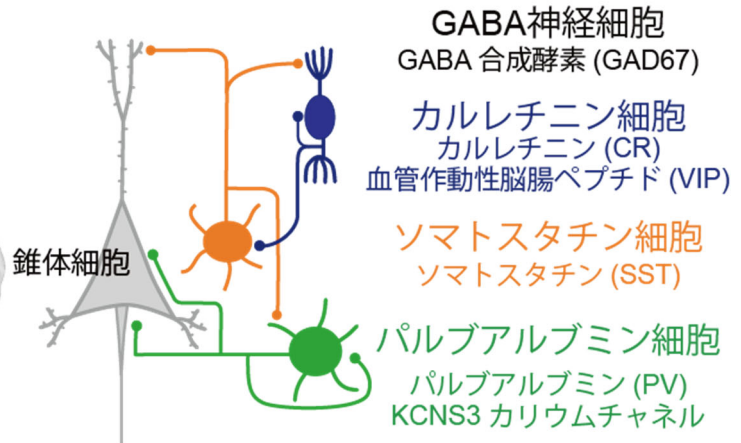 GABA神経細胞
GABA 合成酵素 (GAD67)
カルレチニン細胞
カルレチニン (CR)
血管作動性脳腸ペプチド (VIP)
ソマトスタチン細胞
ソマトスタチン (SST)
錐体細胞
パルブアルブミン細胞
パルブアルブミン (PV)
KCNS3 カリウムチャネル